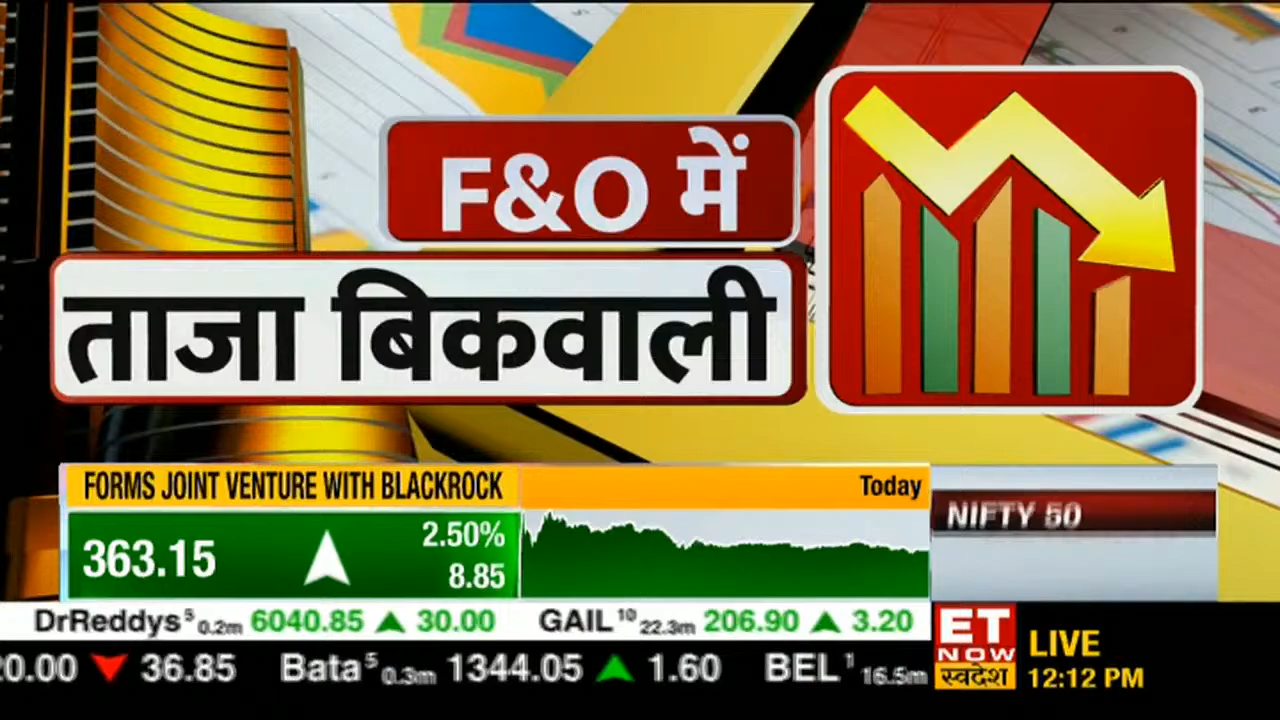 F&O में
ताजा बिकवाली
FORMS JOINT VENTURE WITH BLACKROCK
Today
363.15
2.50%
8.85
NIFTY 50
DrReddys 5 0.2m 6040.85 ▲ 30.00 GAIL 10 22.3m 206.90 ▲ 3.20
20.00 ▼ 36.85 Bata 5 0.3m 1344.05 ▲ 1.60 BEL 1 16.5m
ET
NOW
स्वदेश
LIVE
12:12 PM